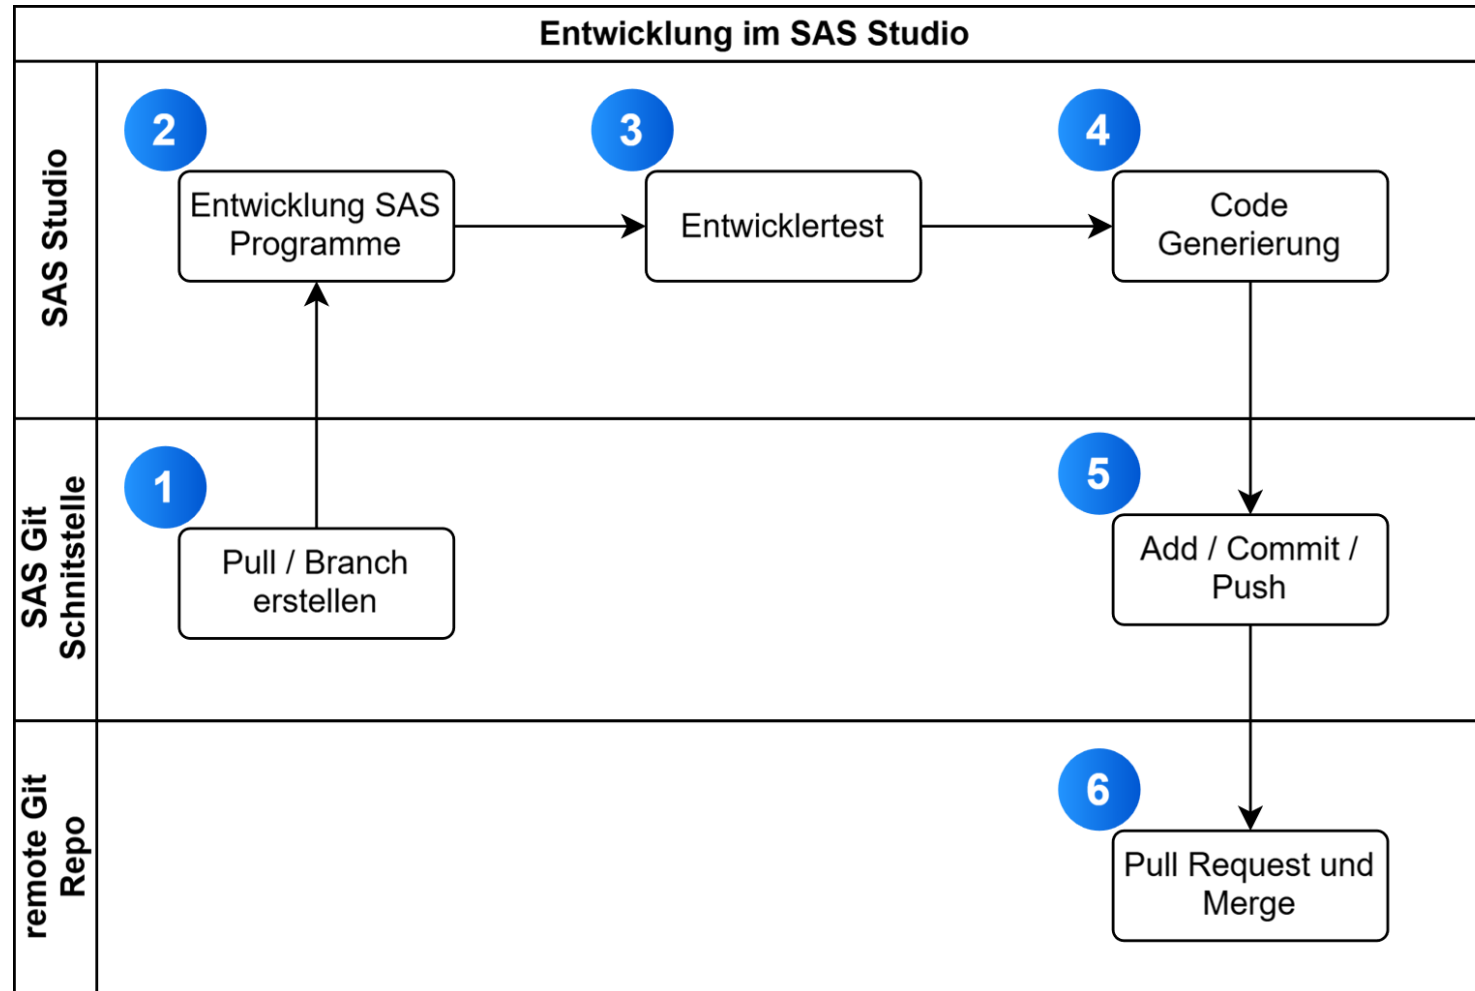 Entwicklung im SAS Studio
SAS Studio
2
Entwicklung SAS
Programme
3
Entwicklertest
4
Code
Generierung
SAS Git
Schnitstelle
1
Pull / Branch
erstellen
5
Add / Commit /
Push
remote Git
Repo
6
Pull Request und
Merge